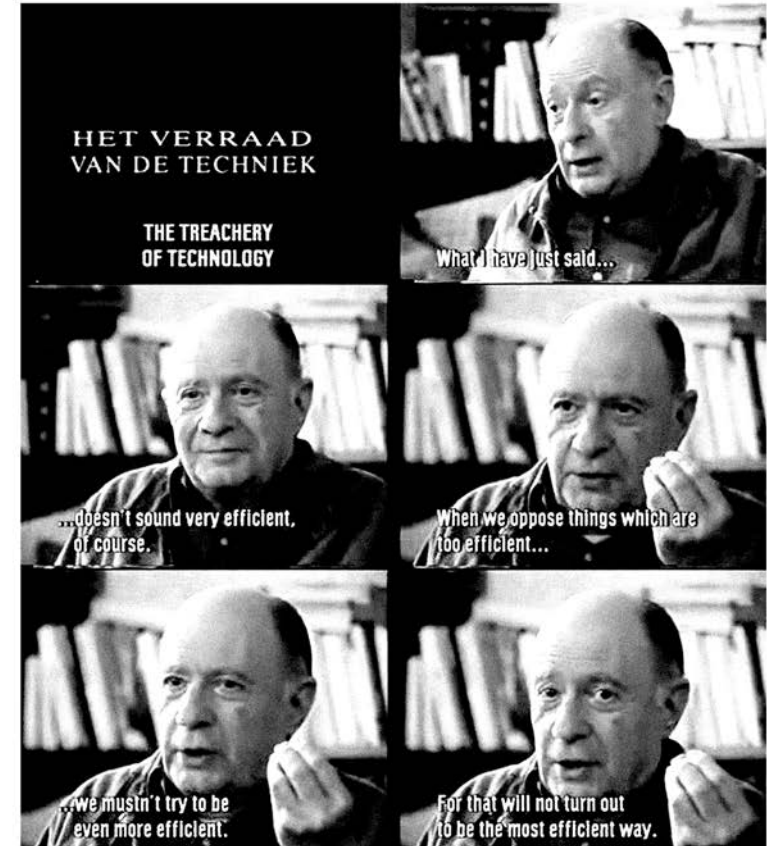 HET VERRAAD
VAN DE TECHNIEK
THE TREACHERY
OF TECHNOLOGY
What I have just said...
...doesn't sound very efficient,
of course.
When we oppose things which are
too efficient...
...we mustn't try to be
even more efficient.
For that will not turn out
to be the most efficient way.